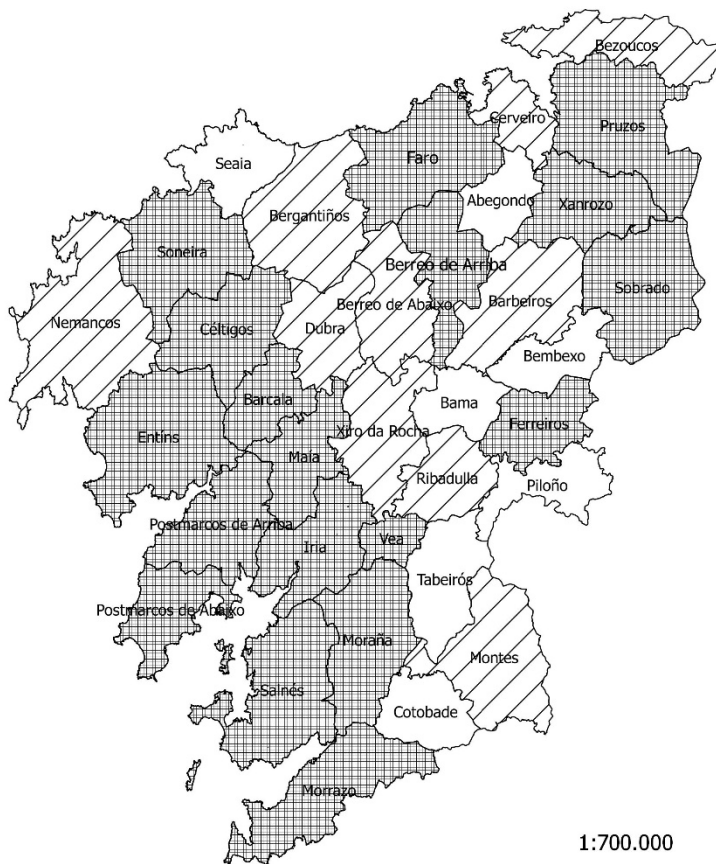 Bezoucos
Cerveiro
Pruzos
Faro
Seaia
Abegondo
Xanrozo
Bergantiños
Soneira
Berreo de Arriba
Sobrado
Nemancos
Céltigos
Dubra
Berreo de Abaixo
Barbeiros
Bembexo
Barcala
Bama
Entíns
Xiro da Rocha
Ferreiros
Maía
Ribadulla
Piloño
Postmarcos de Arriba
Iria
Vea
Tabeirós
Postmarcos de Abaixo
Moraña
Montes
Salnés
Cotobade
Morrazo
1:700.000